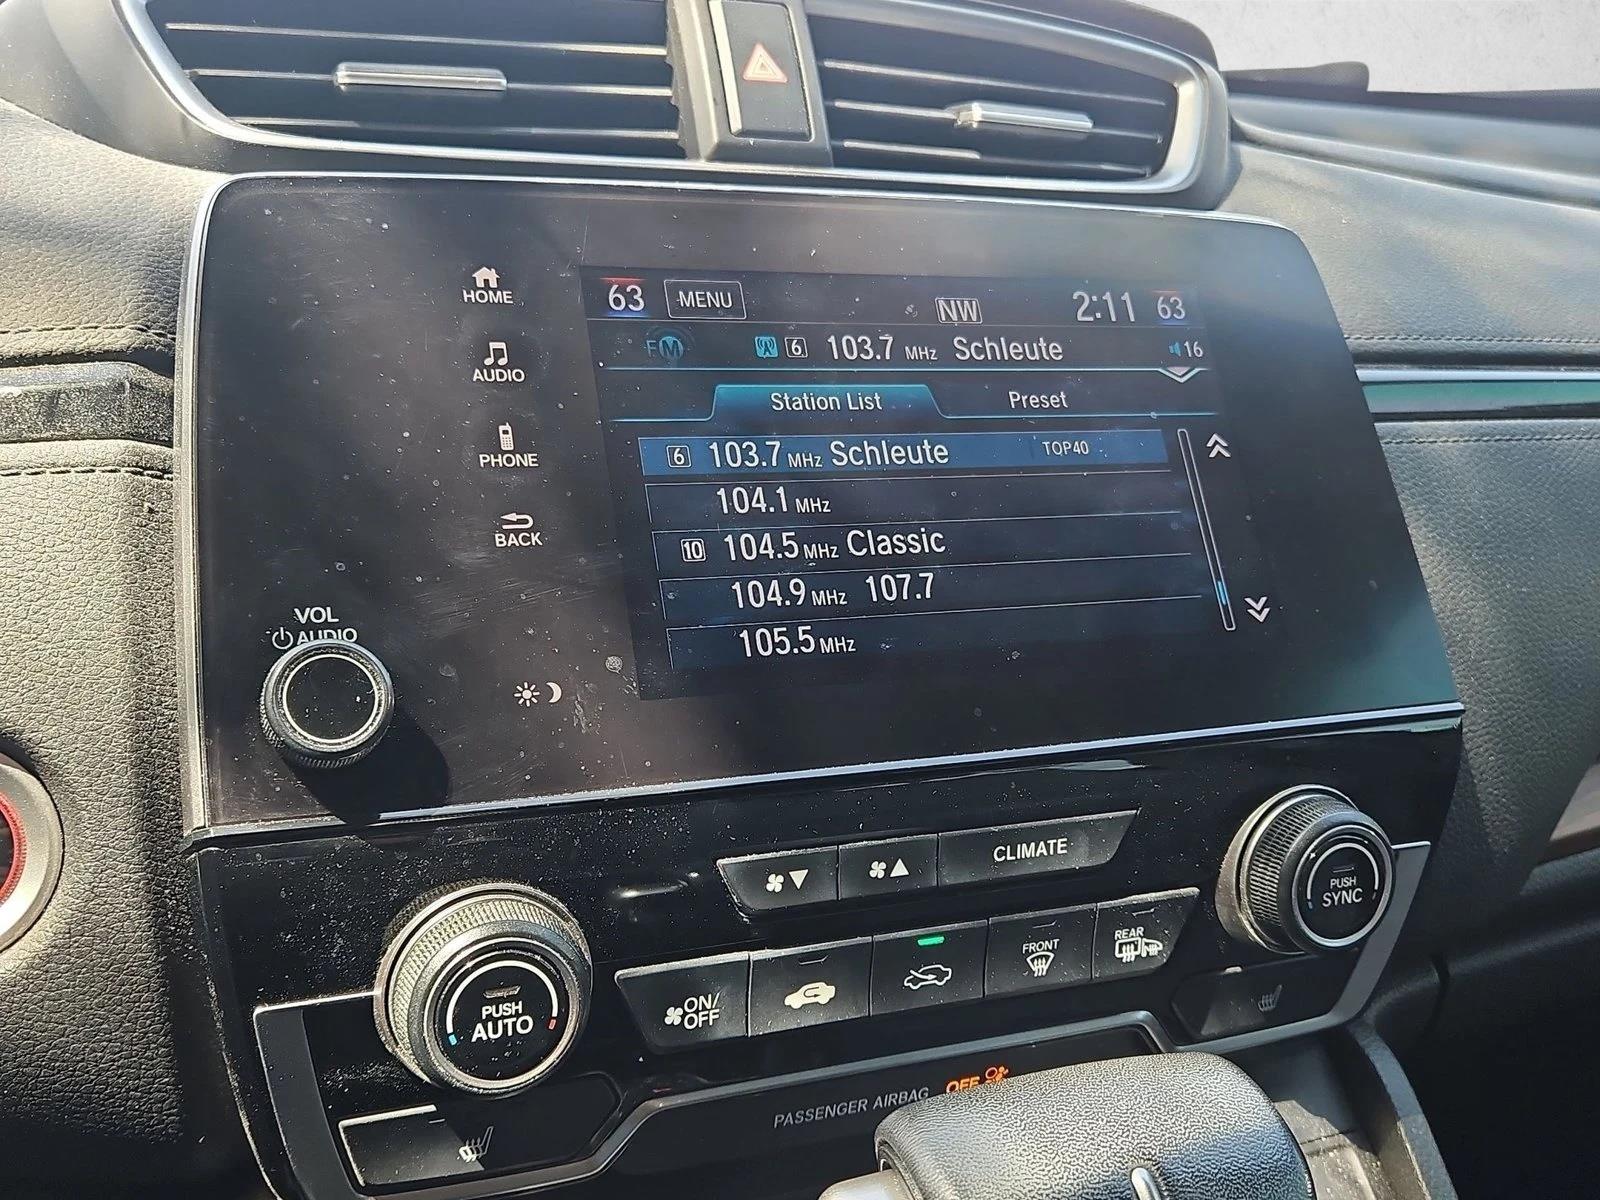 HOME
AUDIO
PHONE
BACK
VOL
AUDIO
63 MENU NW 2:11 63
FM 6 103.7 MHz Schleute 16
Station List Preset
6 103.7 MHz Schleute TOP40
104.1 MHz
10 104.5 MHz Classic
104.9 MHz 107.7
105.5 MHz
CLIMATE
PUSH
SYNC
PUSH
AUTO
ON/
OFF
FRONT
REAR
PASSENGER AIRBAG OFF